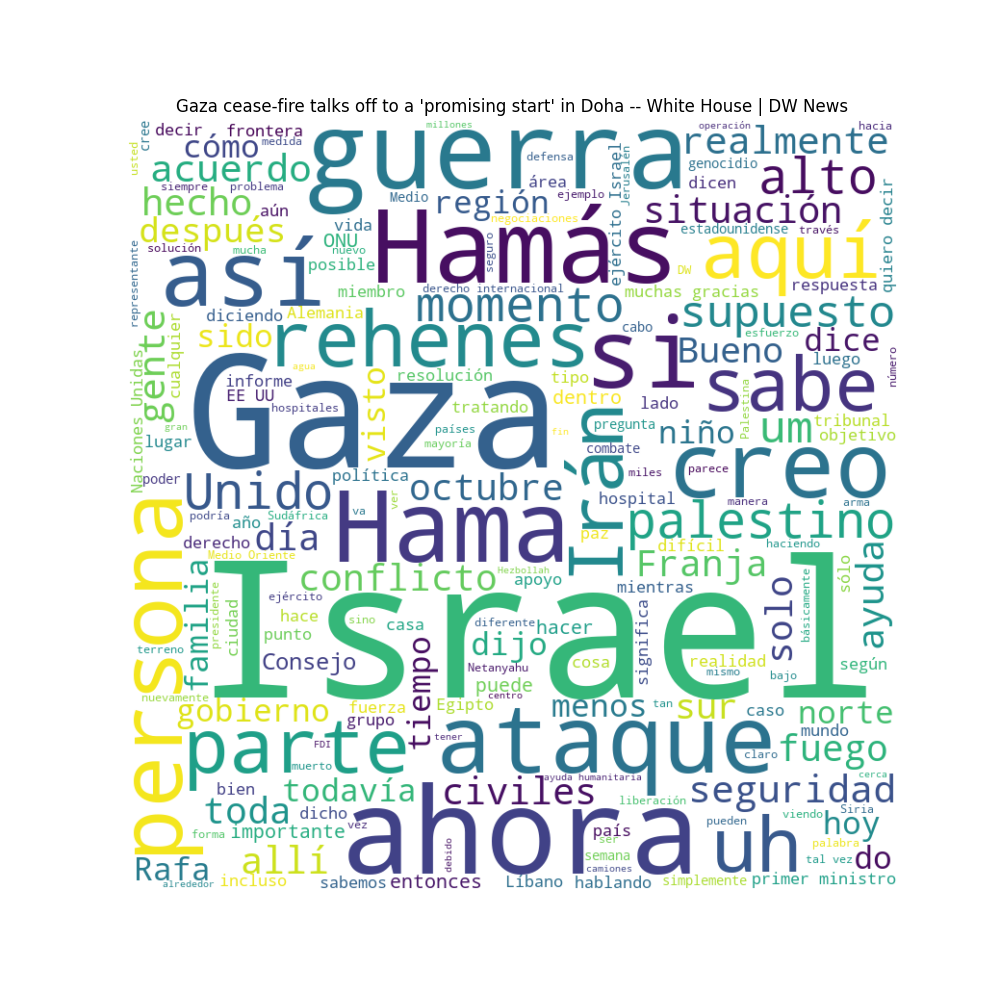 Gaza cease-fire talks off to a 'promising start' in Doha -- White House | DW News
millones
operación
hacia
cree
decir
frontera
guerra
realmente
usted
cómo
medida
defensa
genocidio
acuerdo
siempre
problema
área
ejemplo
ejército Israel
Jerusalén
dicen
alto
quiero decir
hecho
aún
Medio
región
situación
después
vida
negociaciones
estadounidense
través
representante
solución
mucha
ONU
nuevo
Hamás
seguro
aquí
así
posible
DW
respuesta
miembro
derecho internacional
muchas gracias
diciendo
Alemania
momento
supuesto
gente
cualquier
sido
rehenes
cabo
esfuerzo
si
Bueno
dice
luego
número
Naciones Unidas
agua
Gaza
informe
EE UU
visto
resolución
tipo
sabe
hospitales
tratando
dentro
lado
Palestina
gran
países
fin
Irán
pregunta
niño
um
tribunal
objetivo
lugar
mayoría
combate
poder
política
miles
parece
creo
Unido
octubre
hospital
manera
arma
podría
va
ver
persona
año
Sudáfrica
Hama
palestino
derecho
día
paz
difícil
haciendo
Medio Oriente
Hezbollah
Franja
sólo
ayuda
familia
presidente
conflicto
apoyo
mientras
solo
básicamente
ciudad
ejército
Israel
hace
sino
casa
diferente
hacer
significa
punto
terreno
dijo
Consejo
tiempo
Netanyahu
cosa
realidad
mismo
bajo
según
nuevamente
puede
centro
gobierno
fuerza
grupo
Egipto
menos
tan
sur
caso
norte
mundo
parte
FDI
tener
ataque
claro
fuego
muerto
ayuda humanitaria
cerca
bien
todavía
civiles
liberación
seguridad
toda
dicho
ahora
viendo
Siria
forma
importante
vez
país
pueden
hoy
ser
uh
palabra
Rafa
allí
debido
semana
tal vez
do
camiones
alrededor
incluso
sabemos
entonces
Líbano
hablando
simplemente
primer ministro